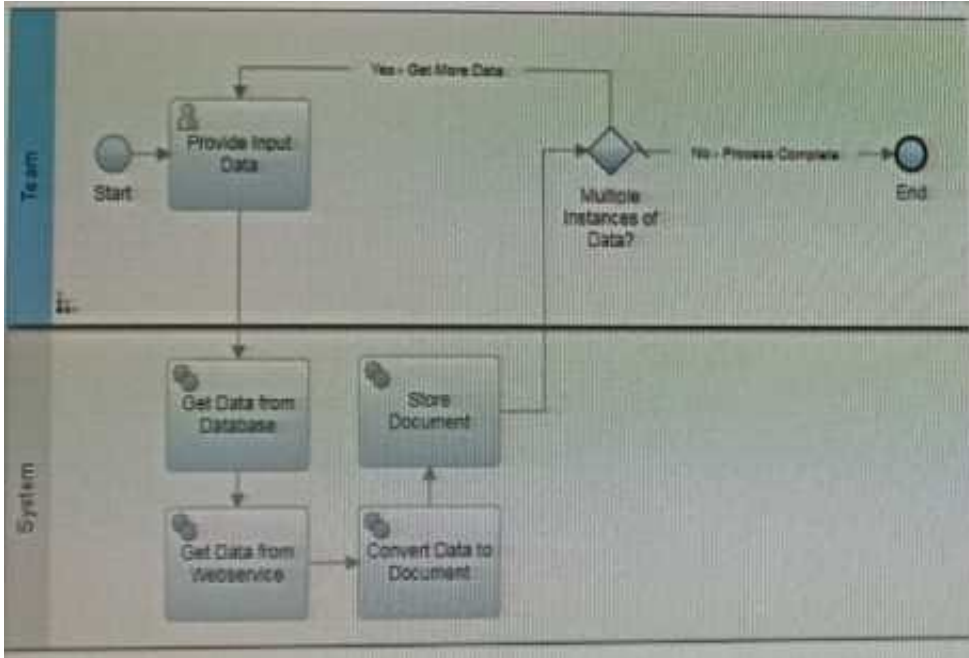 Team
Yes - Get More Data
Provide Input
Data
Start
Multiple
Instances of
Data?
No - Process Complete
End
System
Get Data from
Database
Store
Document
Get Data from
Webservice
Convert Data to
Document